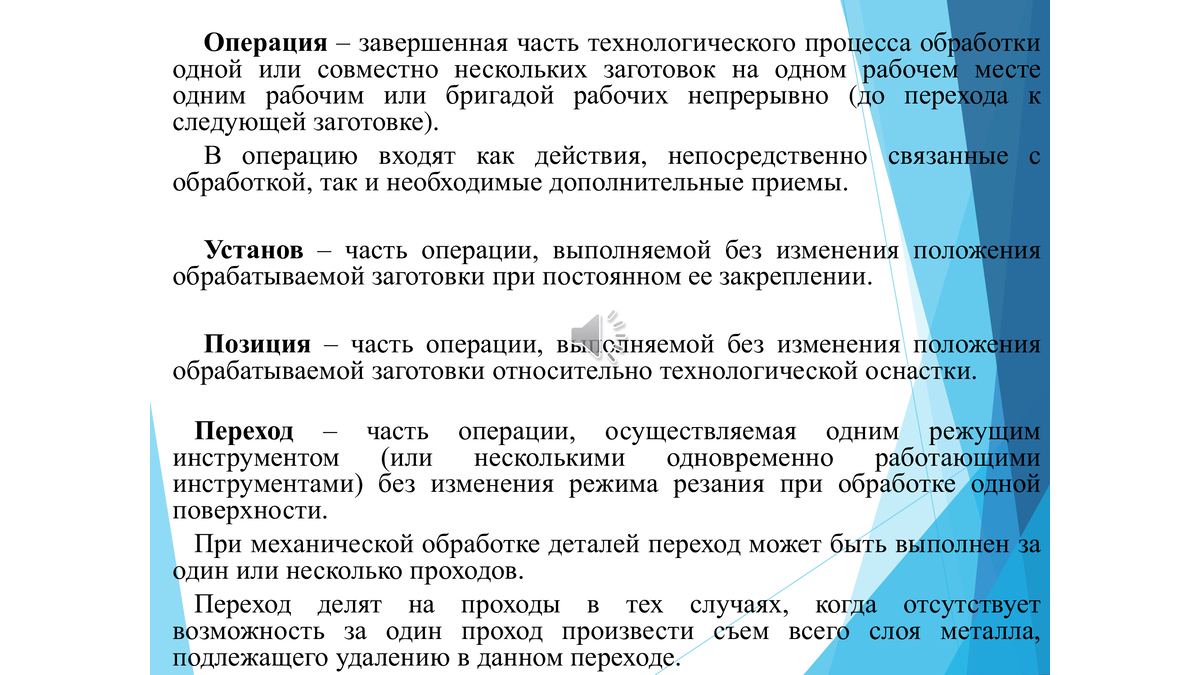 Операция – завершенная часть технологического процесса обработки
одной или совместно нескольких заготовок на одном рабочем месте
одним рабочим или бригадой рабочих непрерывно (до перехода к
следующей заготовке).
В операцию входят как действия, непосредственно связанные с
обработкой, так и необходимые дополнительные приемы.
Установ – часть операции, выполняемой без изменения положения
обрабатываемой заготовки при постоянном ее закреплении.
Позиция – часть операции, выполняемой без изменения положения
обрабатываемой заготовки относительно технологической оснастки.
Переход – часть операции, осуществляемая одним режущим
инструментом (или несколькими одновременно работающими
инструментами) без изменения режима резания при обработке одной
поверхности.
При механической обработке деталей переход может быть выполнен за
один или несколько проходов.
Переход делят на проходы в тех случаях, когда отсутствует
возможность за один проход произвести съем всего слоя металла,
подлежащего удалению в данном переходе.